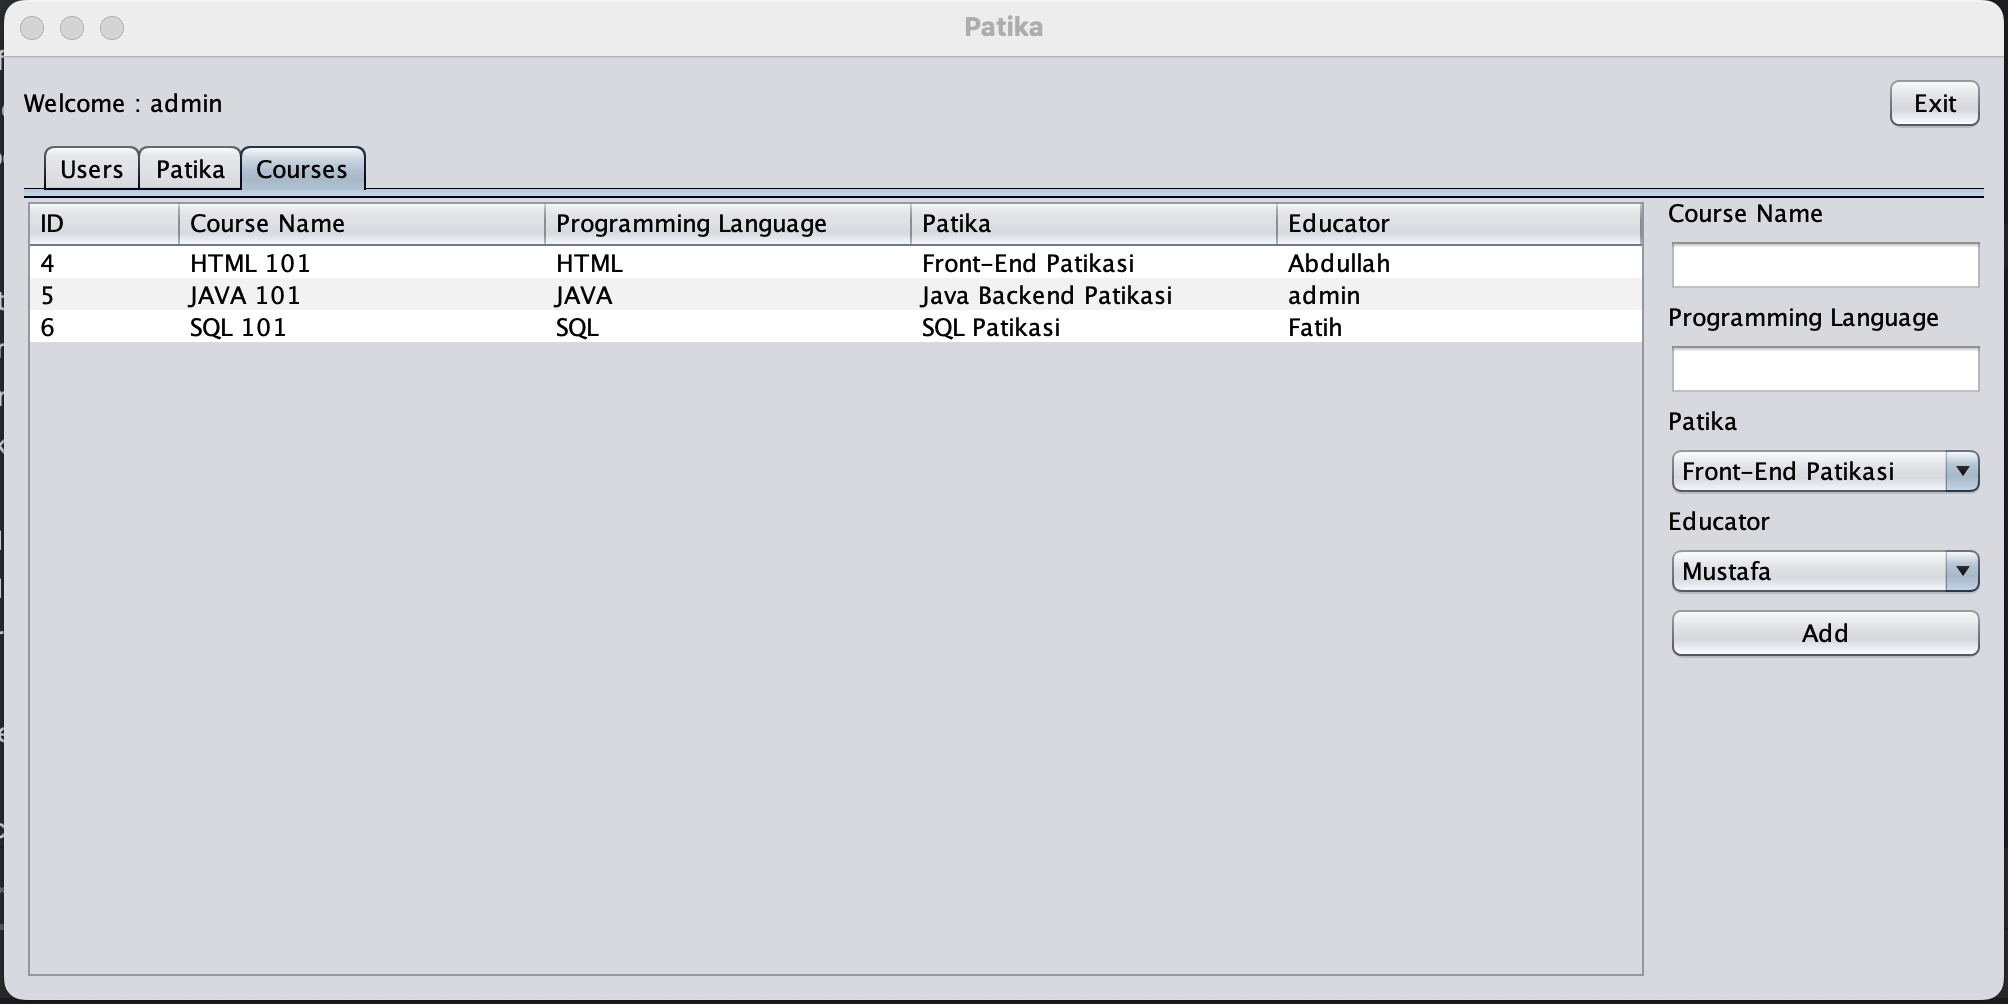 Patika
Welcome : admin
Exit
Users Patika Courses
ID Course Name Programming Language Patika Educator
4 HTML 101 HTML Front-End Patikasi Abdullah
5 JAVA 101 JAVA Java Backend Patikasi admin
6 SQL 101 SQL SQL Patikasi Fatih
Course Name
Programming Language
Patika
Front-End Patikasi
Educator
Mustafa
Add